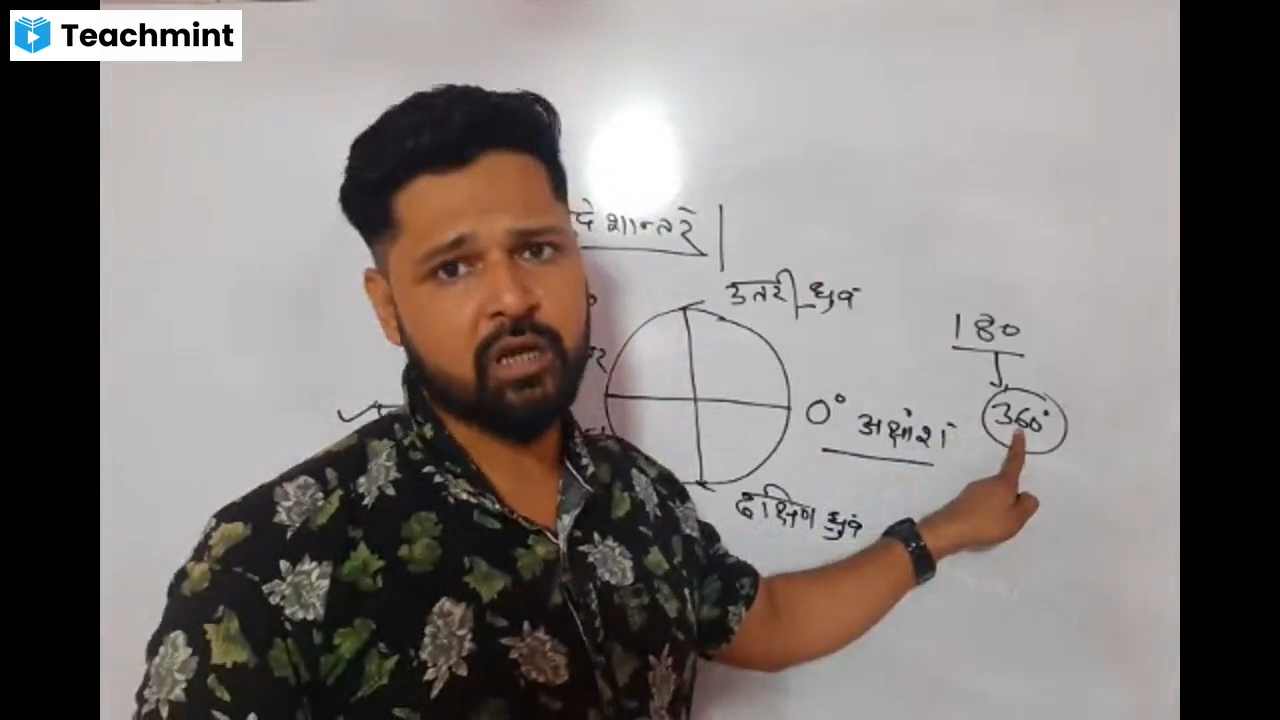 Teachmint
देशान्तर
उतरी ध्रुव
180
0° अक्षांश
360°
दक्षिण ध्रुव